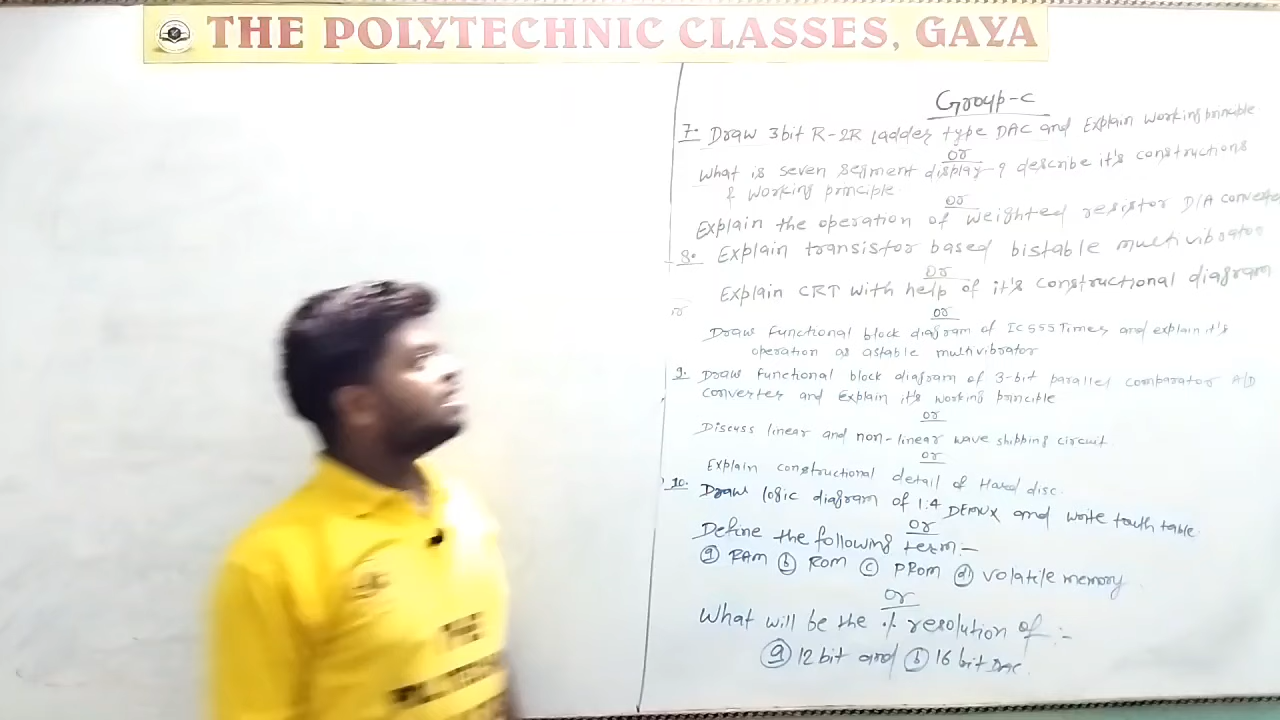 THE POLYTECHNIC CLASSES, GAYA
Group-C
7. Draw 3bit R-2R ladder type DAC and Explain working principle.
or
What is seven segment display? describe it's constructions
& working principle.
or
Explain the operation of weighted resistor D/A converter
8. Explain transistor based bistable multivibrator
or
Explain CRT with help of it's constructional diagram
or
Draw functional block diagram of IC 555 Timer and explain it's
operation as astable multivibrator
9. Draw functional block diagram of 3-bit parallel comparator A/D
converter and explain it's working principle
or
Discuss linear and non-linear wave shipping circuit.
or
Explain constructional detail of Hard disc.
10. Draw logic diagram of 1:4 DEMUX and write truth table.
or
Define the following term:-
(a) RAM (b) ROM (c) PROM (d) volatile memory
or
What will be the % resolution of :-
(a) 12 bit and (b) 16 bit DAC.
THE